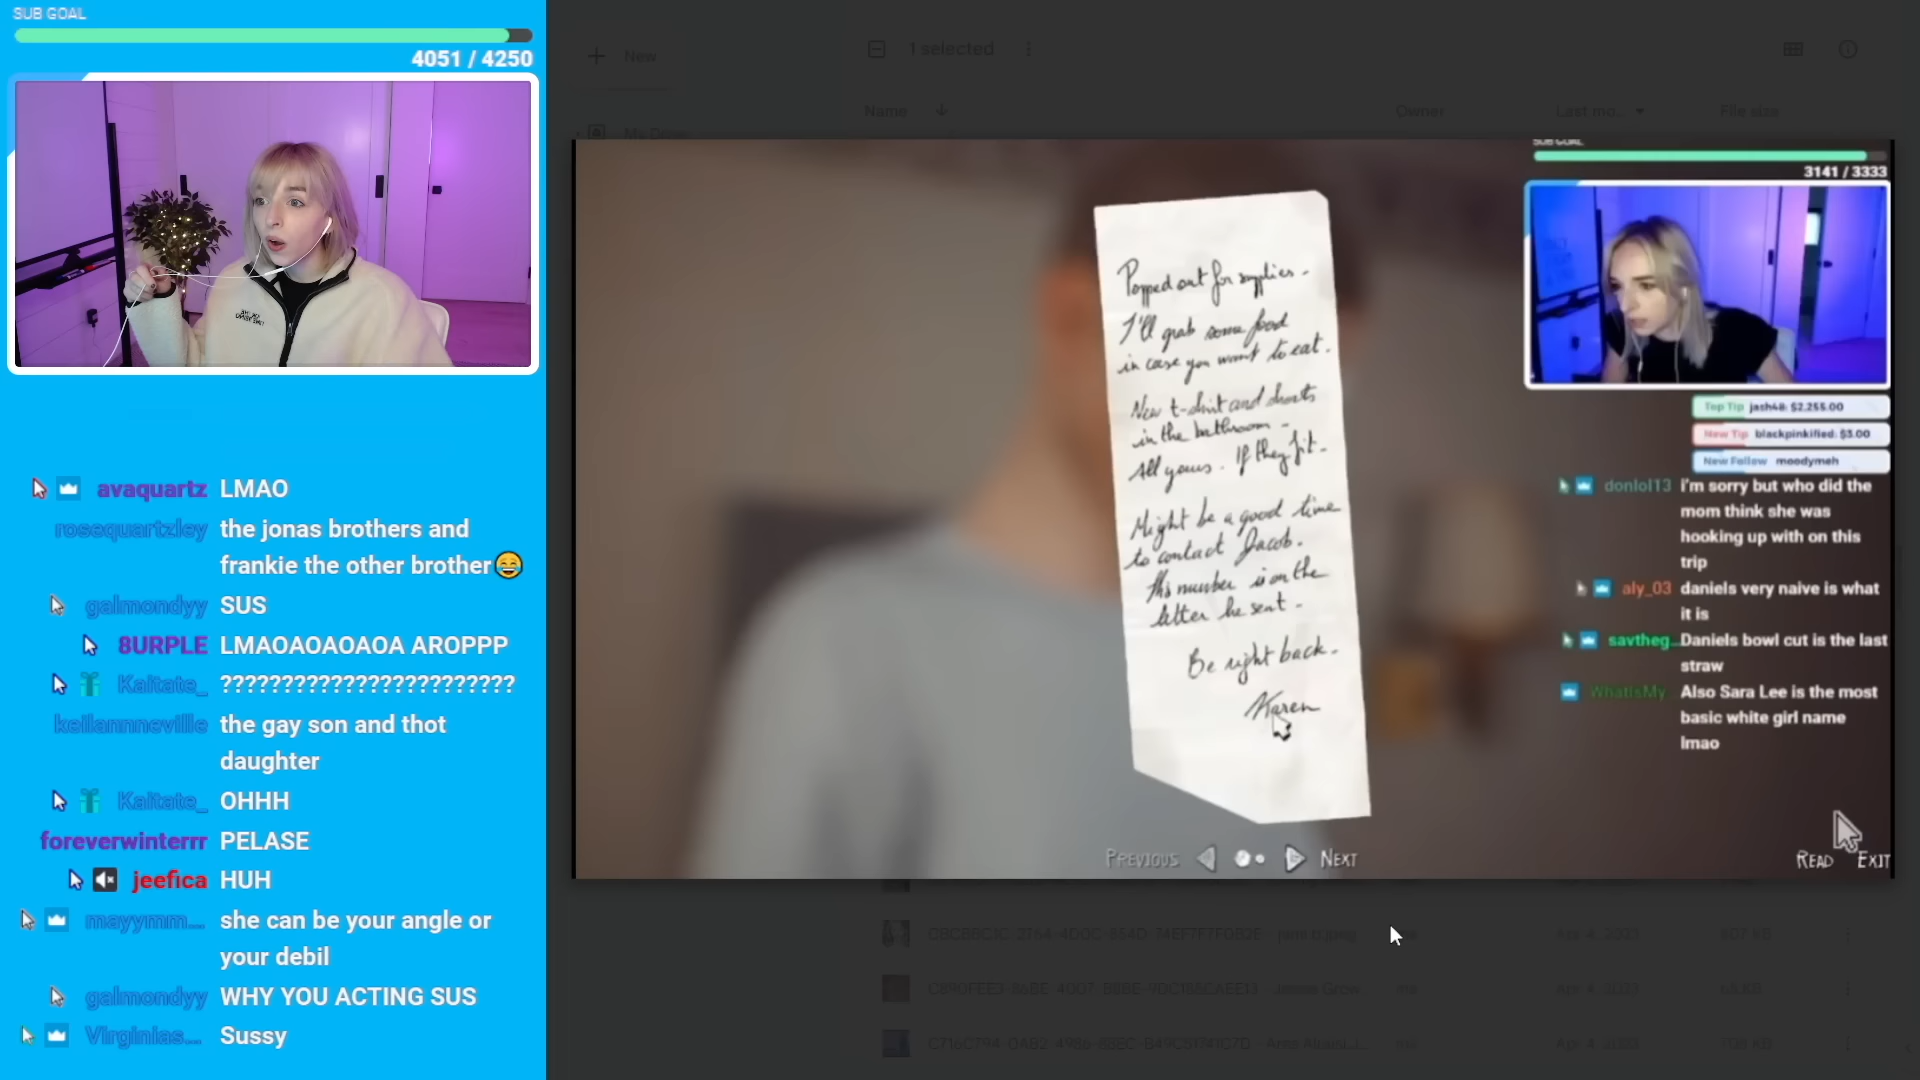 SUB GOAL
4051 / 4250
avaquartz LMAO
rosequartzley the jonas brothers and
frankie the other brother😂
galmondyy SUS
8URPLE LMAOAOAOAOA AROPPP
Kaitate_ ????????????????????????
keilannneville the gay son and thot
daughter
Kaitate_ OHHH
foreverwinterrr PELASE
jeefica HUH
mayymm... she can be your angle or
your debil
galmondyy WHY YOU ACTING SUS
Virginias... Sussy
New
1 selected
Name
Owner
Last mo...
File size
My Drive
Popped out for supplies -
I'll grab some food
in case you want to eat.
New t-shirt and shorts
in the bathroom -
All yours. If they fit -
Might be a good time
to contact Jacob.
His number is on the
letter he sent -
Be right back -
Karen
PREVIOUS
NEXT
READ
EXIT
SUB GOAL
3141 / 3333
Top Tip jash48: $2,255.00
New Tip blackpinkified: $3.00
New Follow moodymeh
donlol13 i'm sorry but who did the
mom think she was
hooking up with on this
trip
aly_03 daniels very naive is what
it is
savtheg... Daniels bowl cut is the last
straw
WhatIsMy... Also Sara Lee is the most
basic white girl name
lmao